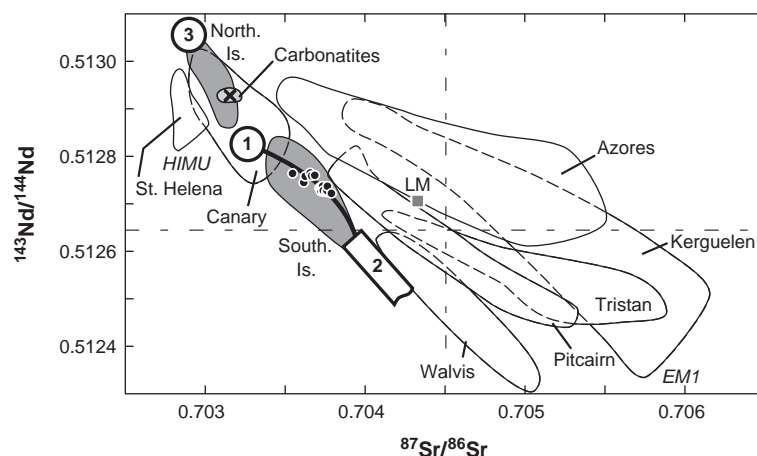 0.5130
0.5128
0.5126
0.5124
143Nd/144Nd
3
North.
Is.
Carbonatites
1
HIMU
St. Helena
Canary
South.
Is.
2
LM
Azores
Kerguelen
Tristan
Pitcairn
Walvis
EM1
0.703
0.704
0.705
0.706
87Sr/86Sr